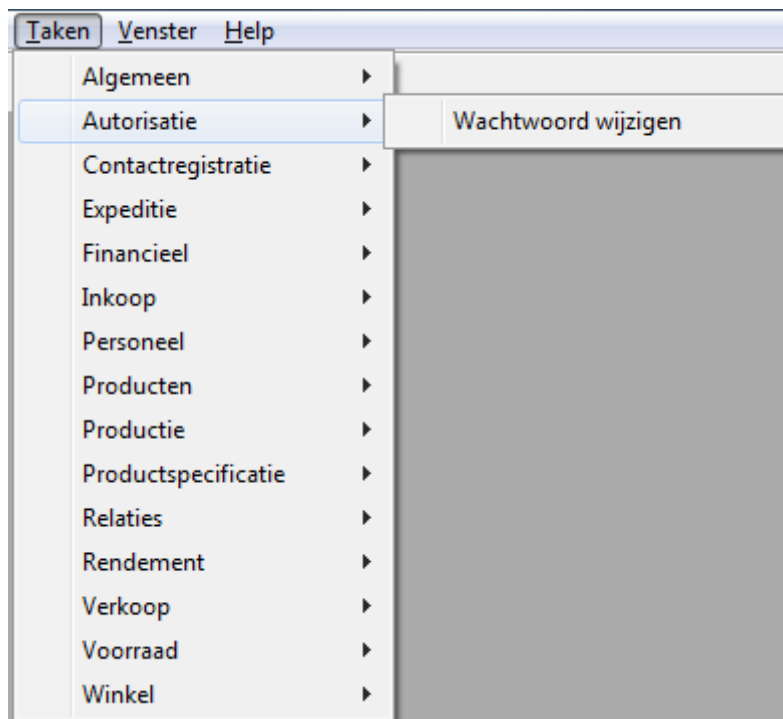 Taken Venster Help
Algemeen
Autorisatie
Wachtwoord wijzigen
Contactregistratie
Expeditie
Financieel
Inkoop
Personeel
Producten
Productie
Productspecificatie
Relaties
Rendement
Verkoop
Voorraad
Winkel